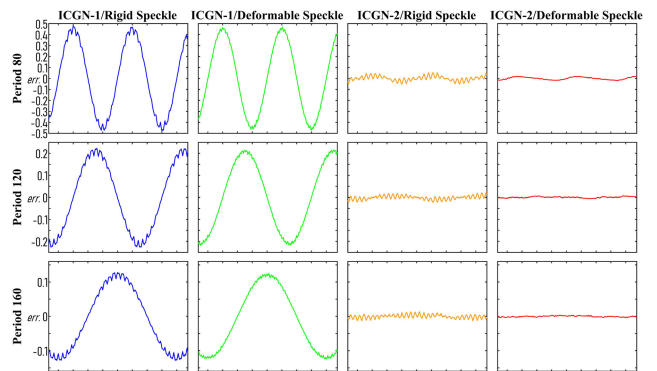 ICGN-1/Rigid Speckle ICGN-1/Deformable Speckle ICGN-2/Rigid Speckle ICGN-2/Deformable Speckle
Period 80
0.5
0.4
0.3
0.2
0.1
err. 0
-0.1
-0.2
-0.3
-0.4
-0.5
Period 120
0.2
0.1
err. 0
-0.1
-0.2
Period 160
0.1
err. 0
-0.1